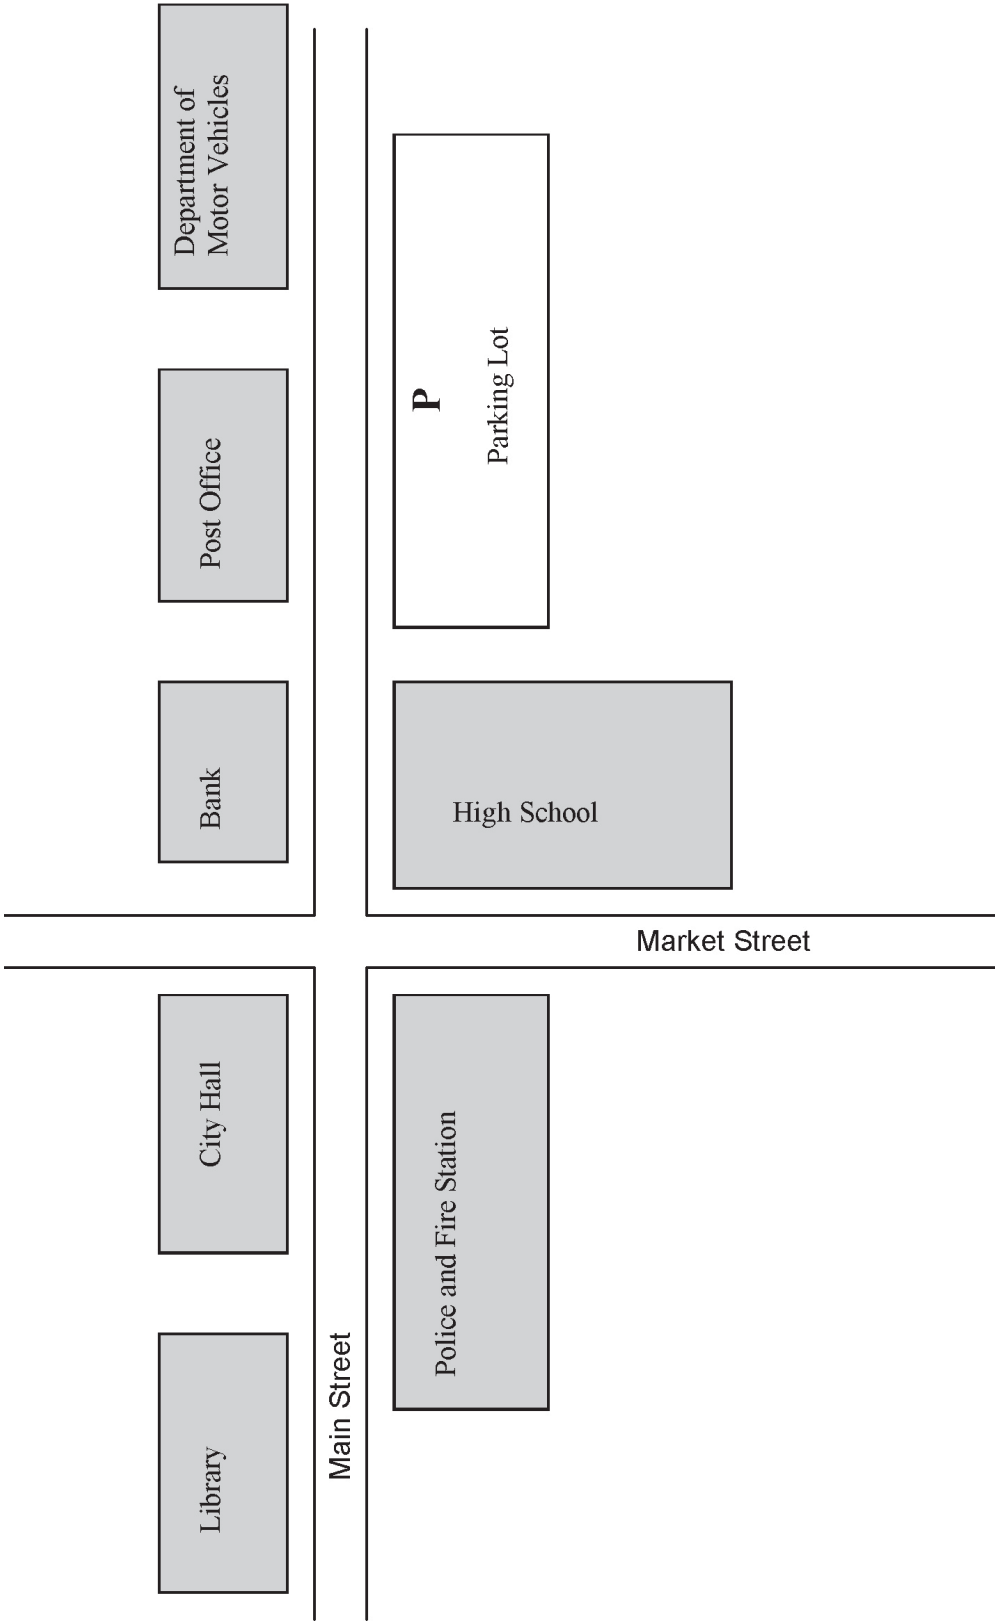 Department of
Motor Vehicles
P
Parking Lot
Post Office
Bank
High School
Market Street
City Hall
Police and Fire Station
Main Street
Library